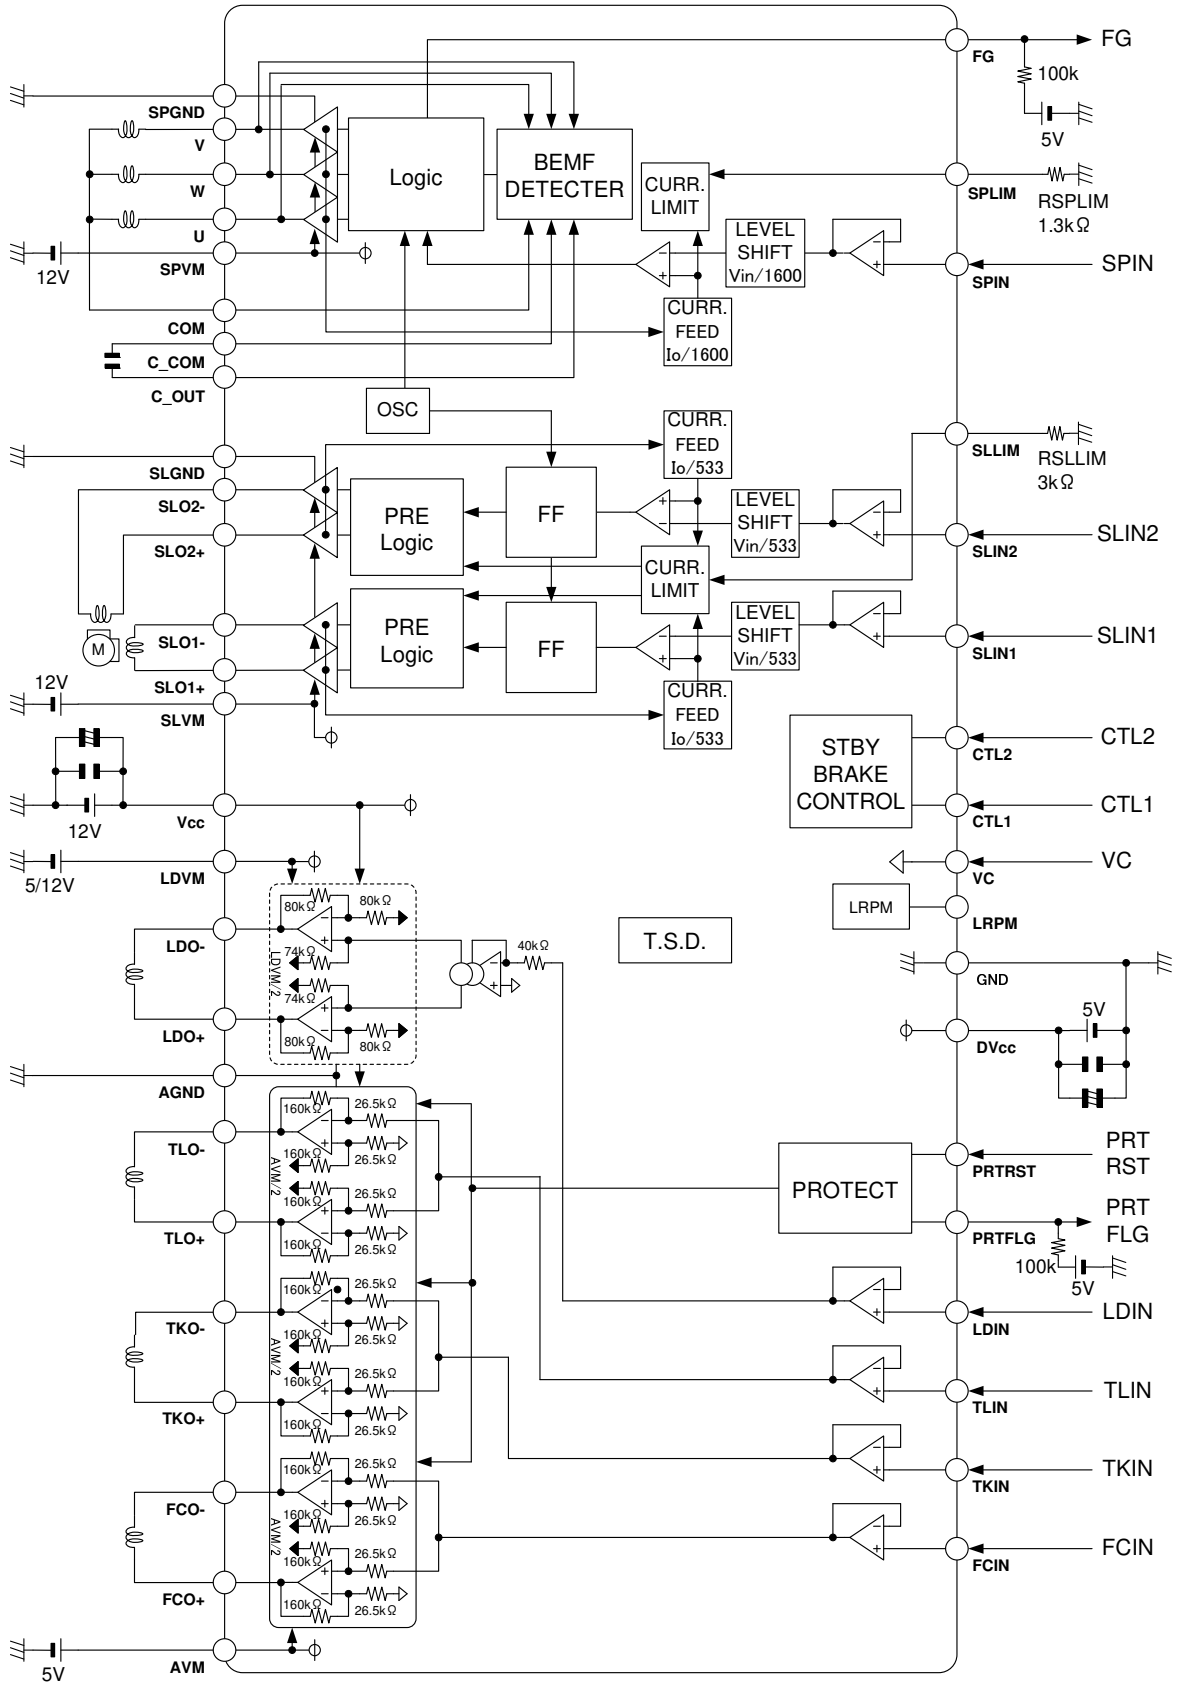 FG
FG
100k
5V
SPGND
V
W
U
SPVM
12V
COM
C_COM
C_OUT
Logic
BEMF
DETECTER
CURR.
LIMIT
LEVEL
SHIFT
Vin/1600
CURR.
FEED
Io/1600
SPLIM
RSPLIM
1.3kΩ
SPIN
SPIN
OSC
SLGND
SLO2-
SLO2+
SLO1-
SLO1+
SLVM
12V
M
PRE
Logic
FF
CURR.
FEED
Io/533
LEVEL
SHIFT
Vin/533
CURR.
LIMIT
SLLIM
RSLLIM
3kΩ
SLIN2
SLIN2
PRE
Logic
FF
LEVEL
SHIFT
Vin/533
CURR.
FEED
Io/533
SLIN1
SLIN1
STBY
BRAKE
CONTROL
CTL2
CTL2
CTL1
CTL1
12V
Vcc
5/12V
LDVM
VC
VC
LRPM
LRPM
80kΩ
80kΩ
LDO-
74kΩ
LDVM/2
74kΩ
40kΩ
T.S.D.
GND
LDO+
80kΩ
80kΩ
5V
DVcc
AGND
160kΩ
26.5kΩ
TLO-
160kΩ
26.5kΩ
AVM/2
160kΩ
26.5kΩ
TLO+
160kΩ
26.5kΩ
PROTECT
PRTRST
PRT
RST
PRTFLG
PRT
FLG
100k
5V
160kΩ
26.5kΩ
TKO-
160kΩ
26.5kΩ
AVM/2
160kΩ
26.5kΩ
TKO+
160kΩ
26.5kΩ
LDIN
LDIN
TLIN
TLIN
160kΩ
26.5kΩ
FCO-
160kΩ
26.5kΩ
AVM/2
160kΩ
26.5kΩ
FCO+
160kΩ
26.5kΩ
TKIN
TKIN
FCIN
FCIN
AVM
5V